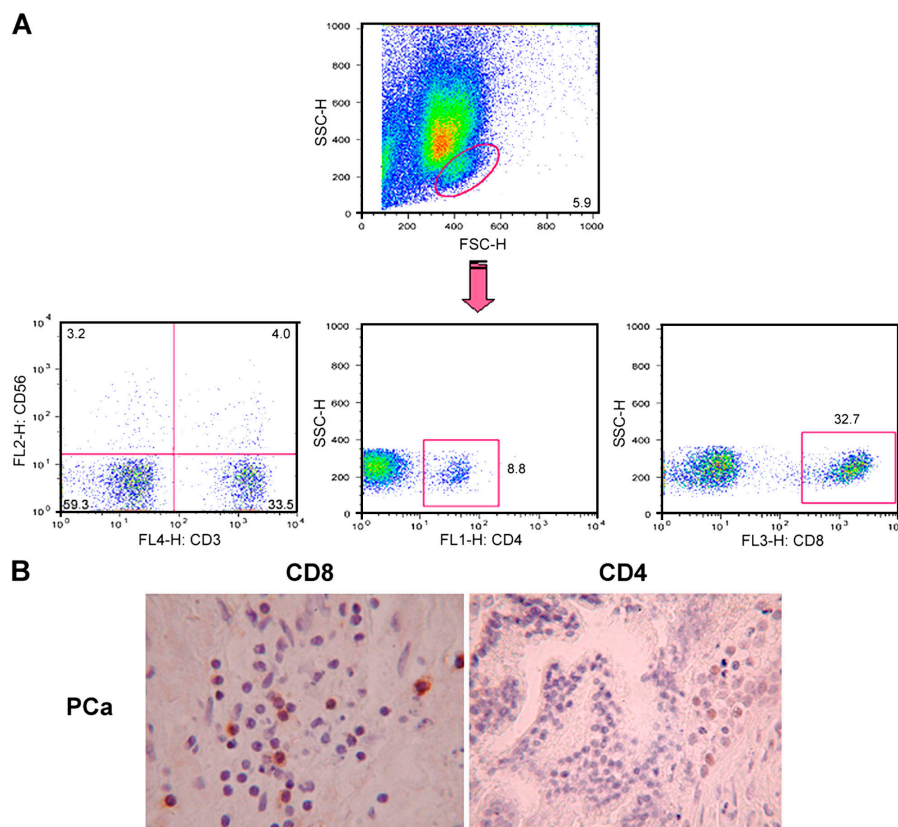 A
SSC-H
1000
800
600
400
200
0
5.9
0 200 400 600 800 1000
FSC-H
FL2-H: CD56
10^4
10^3
10^2
10^1
10^0
3.2 4.0
59.3 33.5
10^0 10^1 10^2 10^3 10^4
FL4-H: CD3
SSC-H
1000
800
600
400
200
0
8.8
10^0 10^1 10^2 10^3 10^4
FL1-H: CD4
SSC-H
1000
800
600
400
200
0
32.7
10^0 10^1 10^2 10^3 10^4
FL3-H: CD8
B
CD8 CD4
PCa